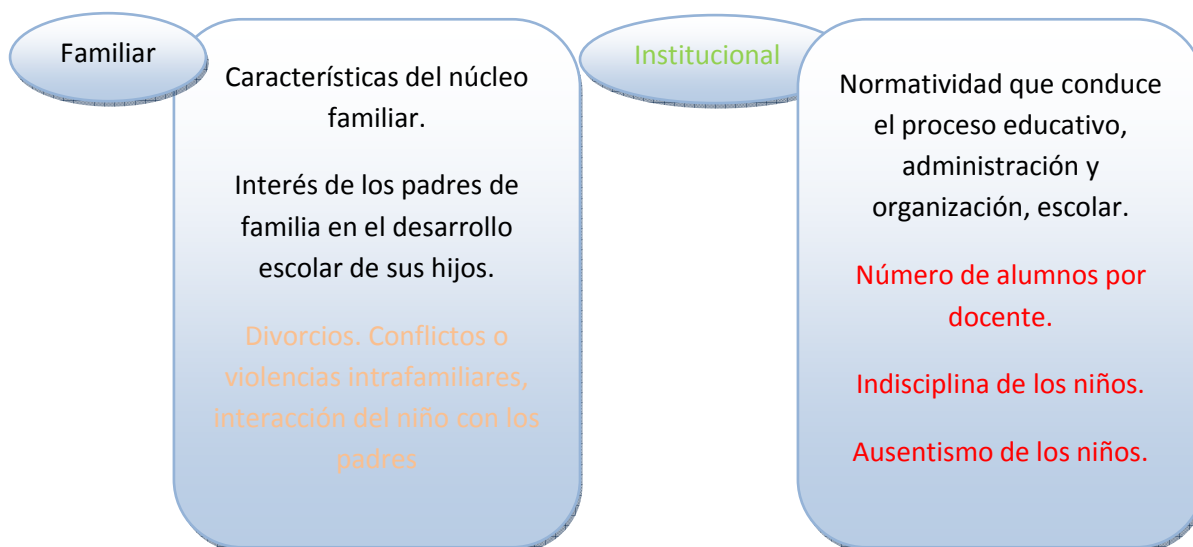 Familiar
Características del núcleo
familiar.
Interés de los padres de
familia en el desarrollo
escolar de sus hijos.
Divorcios. Conflictos o
violencias intrafamiliares,
interacción del niño con los
padres
Institucional
Normatividad que conduce
el proceso educativo,
administración y
organización, escolar.
Número de alumnos por
docente.
Indisciplina de los niños.
Ausentismo de los niños.